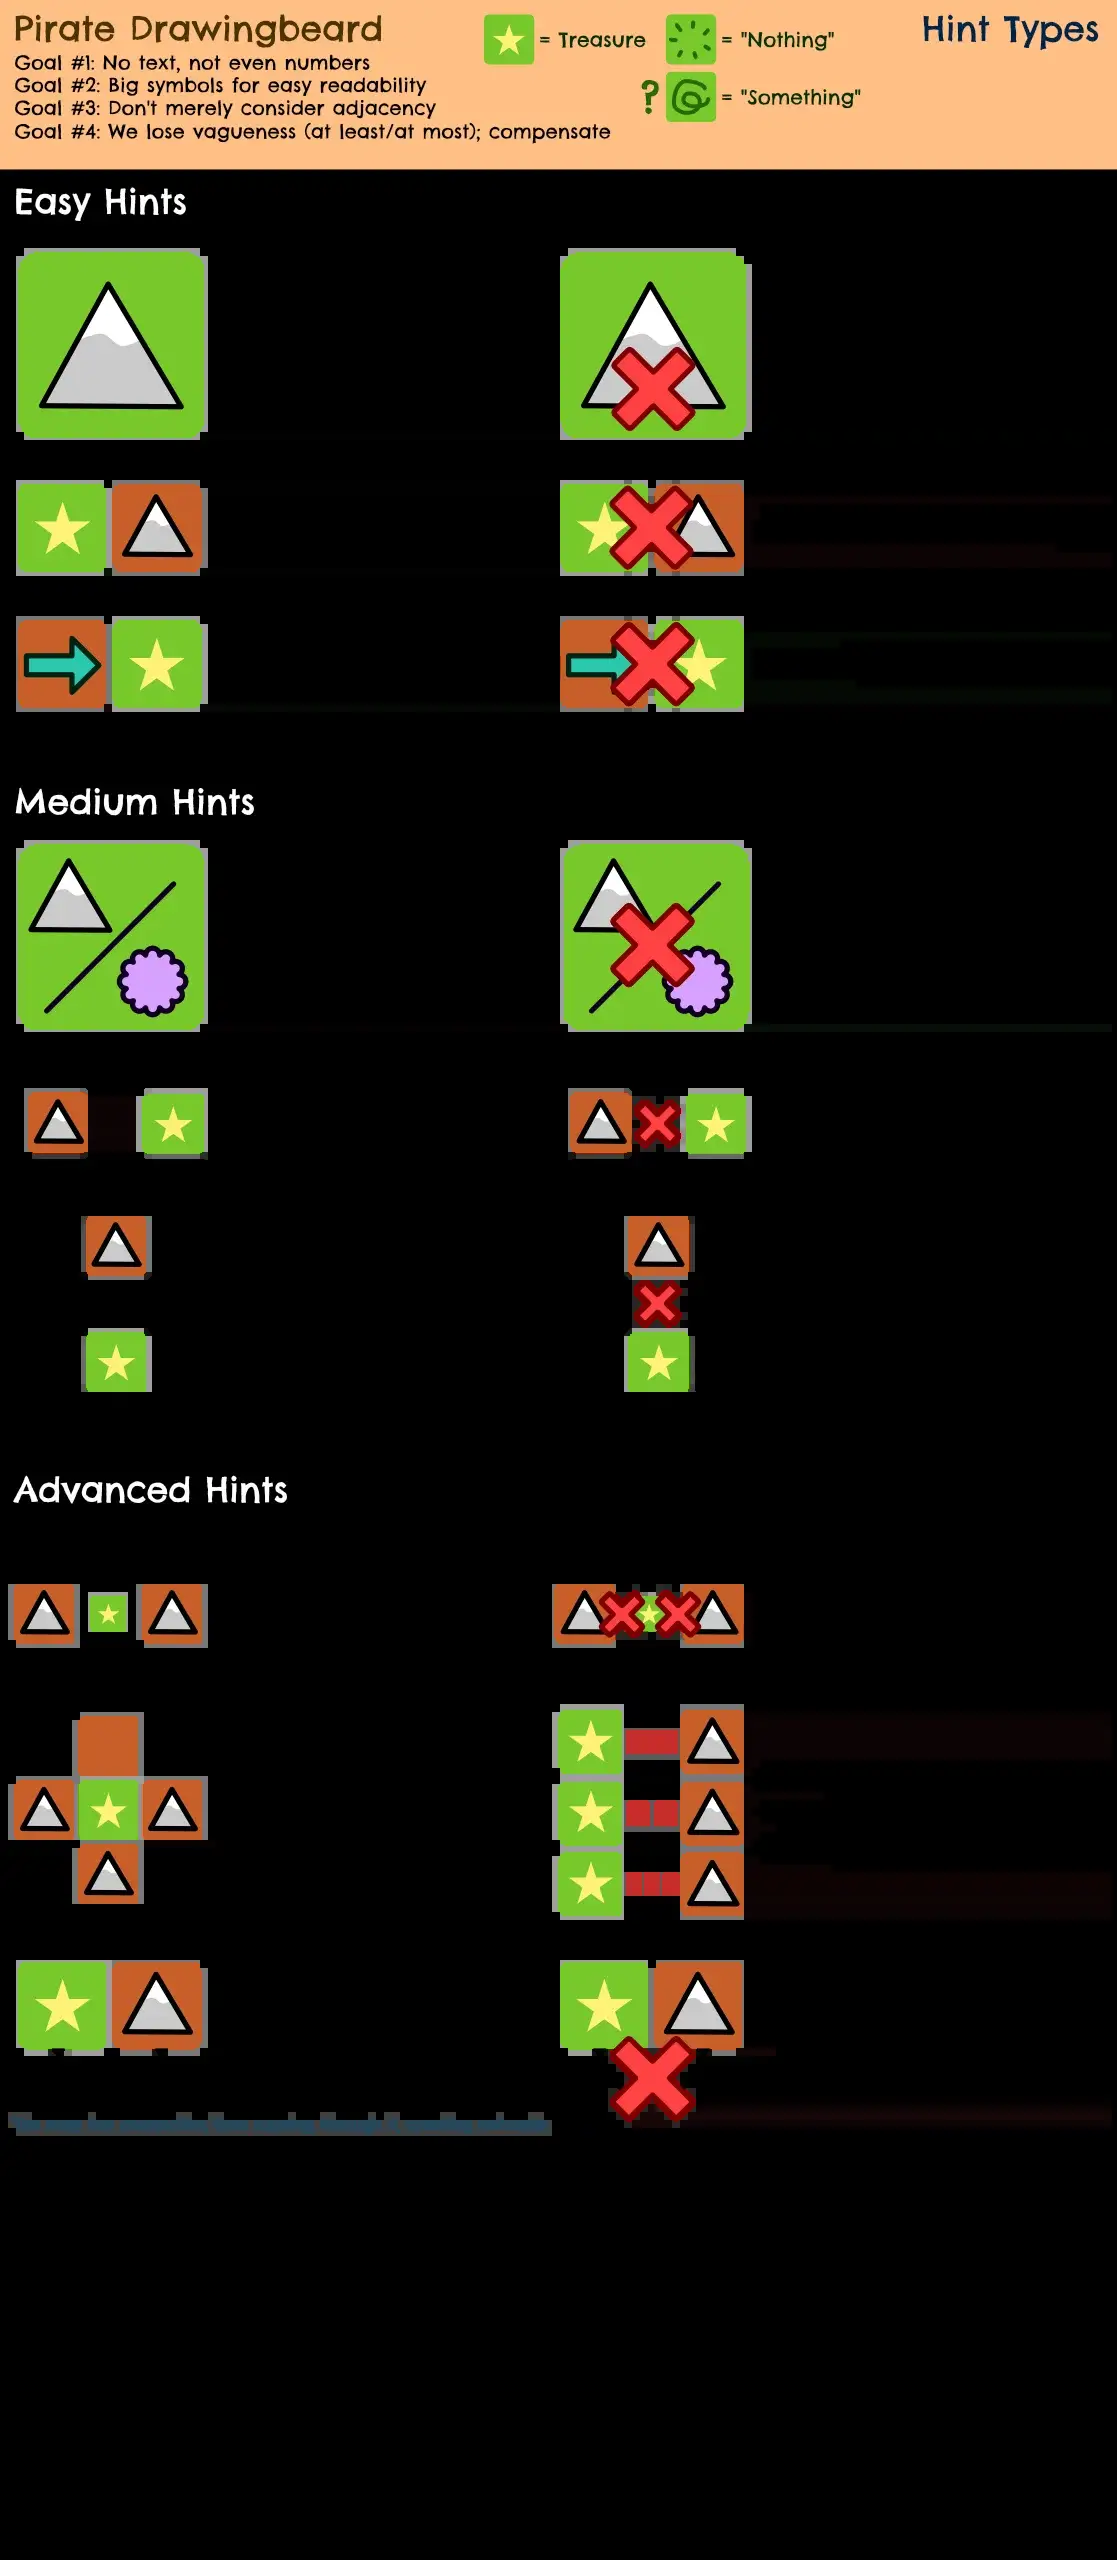 Pirate Drawingbeard
Goal #1: No text, not even numbers
Goal #2: Big symbols for easy readability
Goal #3: Don't merely consider adjacency
Goal #4: We lose vagueness (at least/at most); compensate
= Treasure
= "Nothing"
? = "Something"
Hint Types
Easy Hints
Medium Hints
Advanced Hints